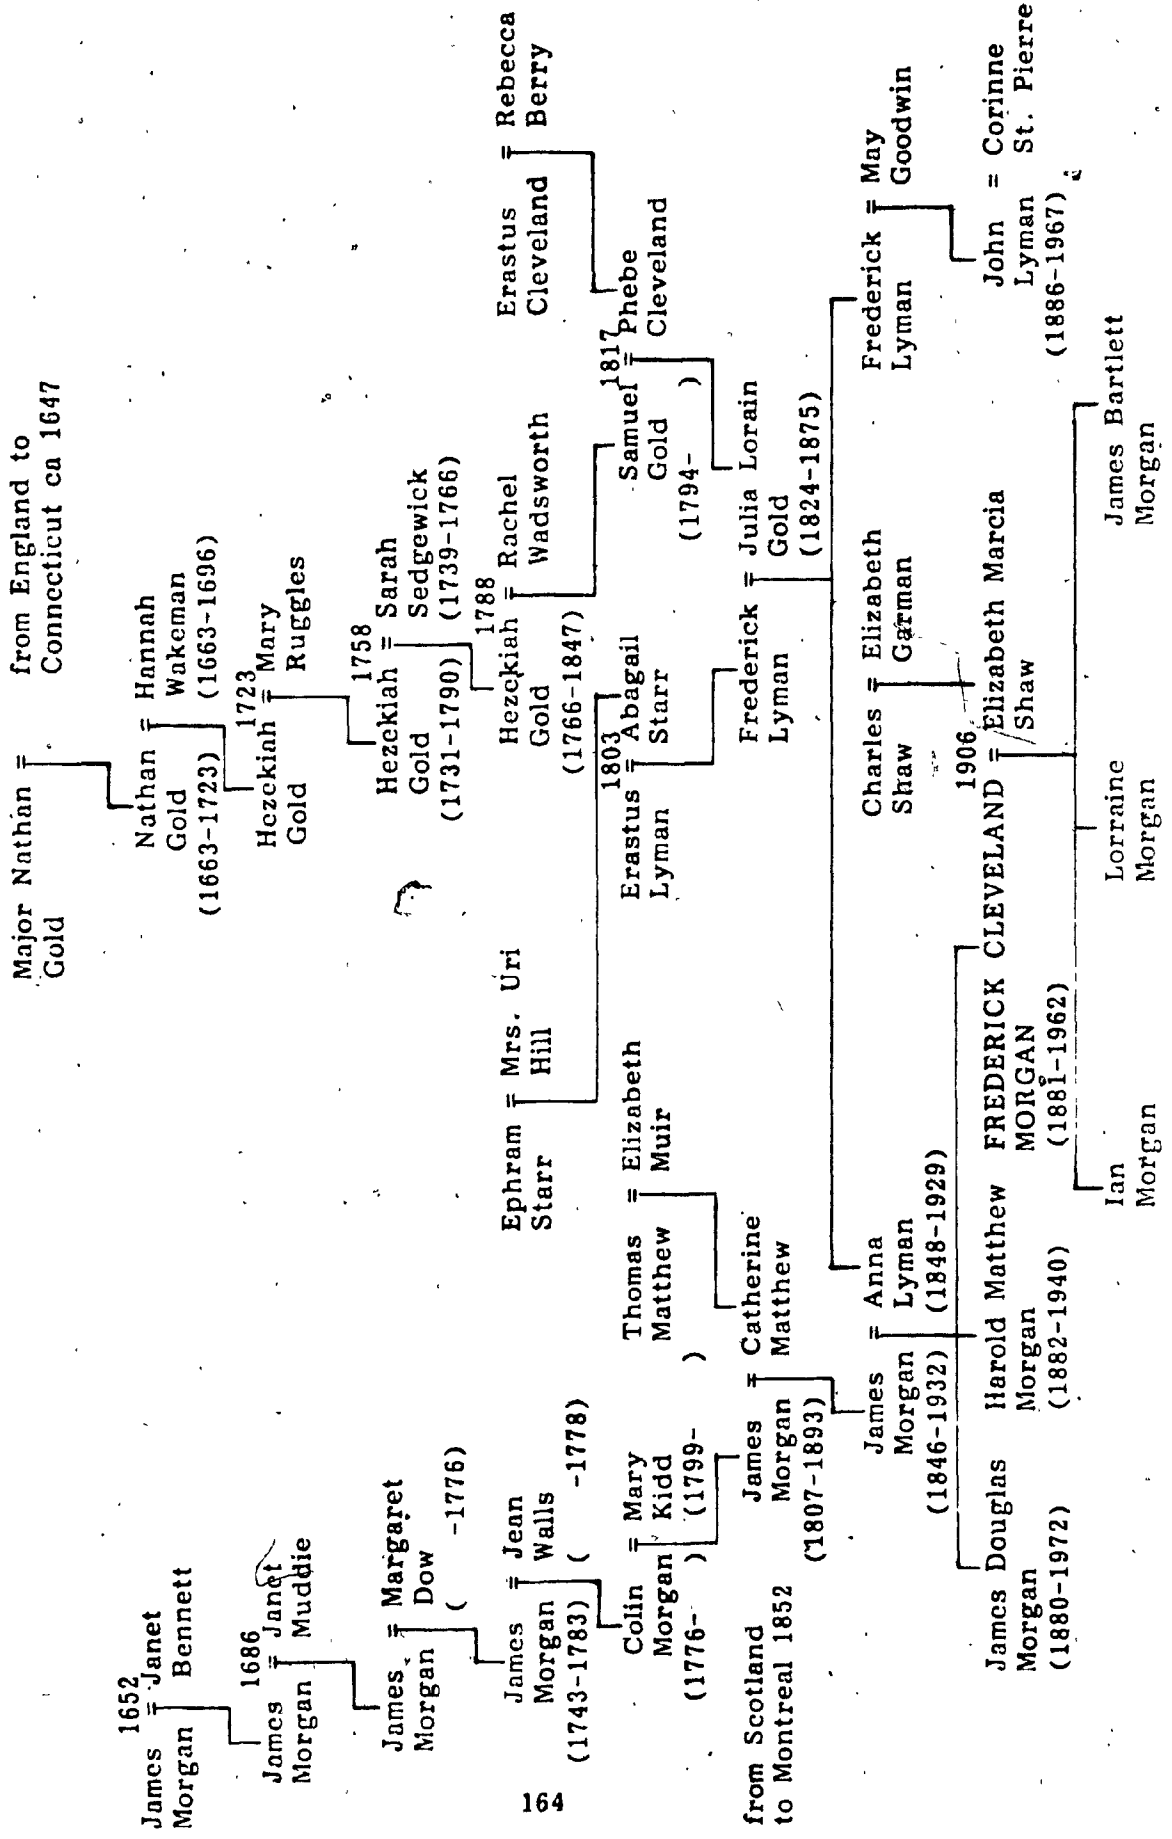 Major Nathan =
Gold
from England to
Connecticut ca 1647
1652
James = Janet
Morgan Bennett
Nathan = Hannah
Gold Wakeman
(1663-1723) (1663-1696)
1686
James = Janet
Morgan Muddie
1723
Hezekiah = Mary
Gold Ruggles
James = Margaret
Morgan Dow
( -1776)
1758
Hezekiah = Sarah
Gold Sedgewick
(1731-1790) (1739-1766)
James = Jean
Morgan Walls
(1743-1783) ( -1778)
Ephram = Mrs. Uri
Starr Hill
1788
Hezekiah = Rachel
Gold Wadsworth
(1766-1847)
Erastus = Rebecca
Cleveland Berry
Colin = Mary
Morgan Kidd
(1776- ) (1799- )
Thomas = Elizabeth
Matthew Muir
1803
Erastus = Abagail
Lyman Starr
1817
Samuel = Phebe
Gold Cleveland
(1794- )
from Scotland
to Montreal 1852
James = Catherine
Morgan Matthew
(1807-1893)
Frederick = Julia Lorain
Lyman Gold
(1824-1875)
James = Anna
Morgan Lyman
(1846-1932) (1848-1929)
Charles = Elizabeth
Shaw Garman
Frederick = May
Lyman Goodwin
James Douglas
Morgan
(1880-1972)
Harold Matthew
Morgan
(1882-1940)
1906
FREDERICK CLEVELAND = Elizabeth Marcia
MORGAN Shaw
(1881-1962)
John = Corinne
Lyman St. Pierre
(1886-1967)
Ian
Morgan
Lorraine
Morgan
James Bartlett
Morgan
164